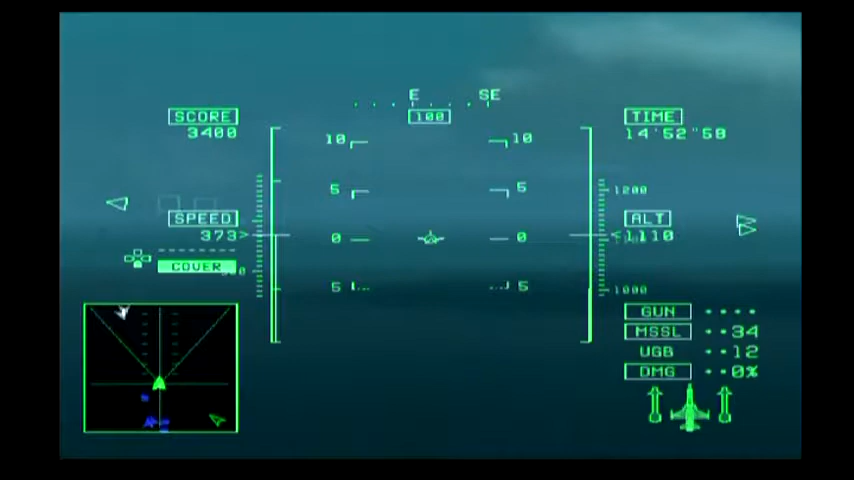 E SE
SCORE
3400
100
TIME
14'52"58
10 10
5 5
1200
SPEED
373>
ALT
<1110
0 0
COVER
5 5
1000
GUN ····
MSSL ··34
UGB ··12
DMG ··0%